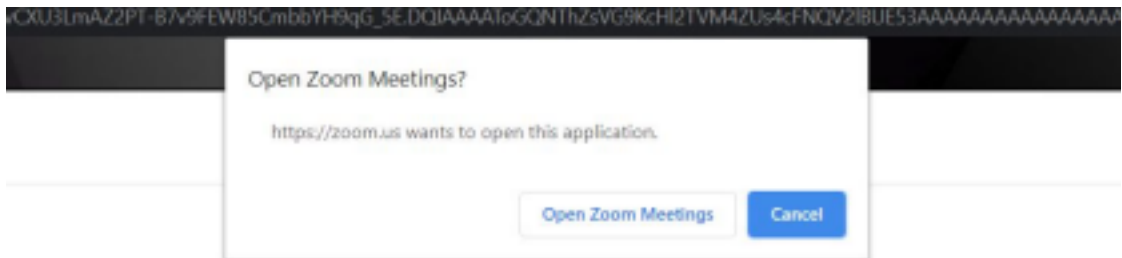 Open Zoom Meetings?
https://zoom.us wants to open this application.
Open Zoom Meetings
Cancel